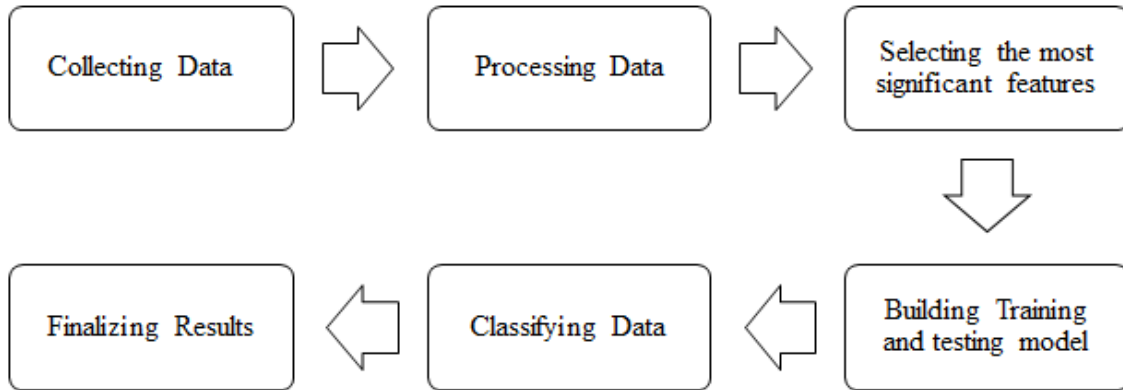 Collecting Data
Processing Data
Selecting the most
significant features
Building Training
and testing model
Classifying Data
Finalizing Results